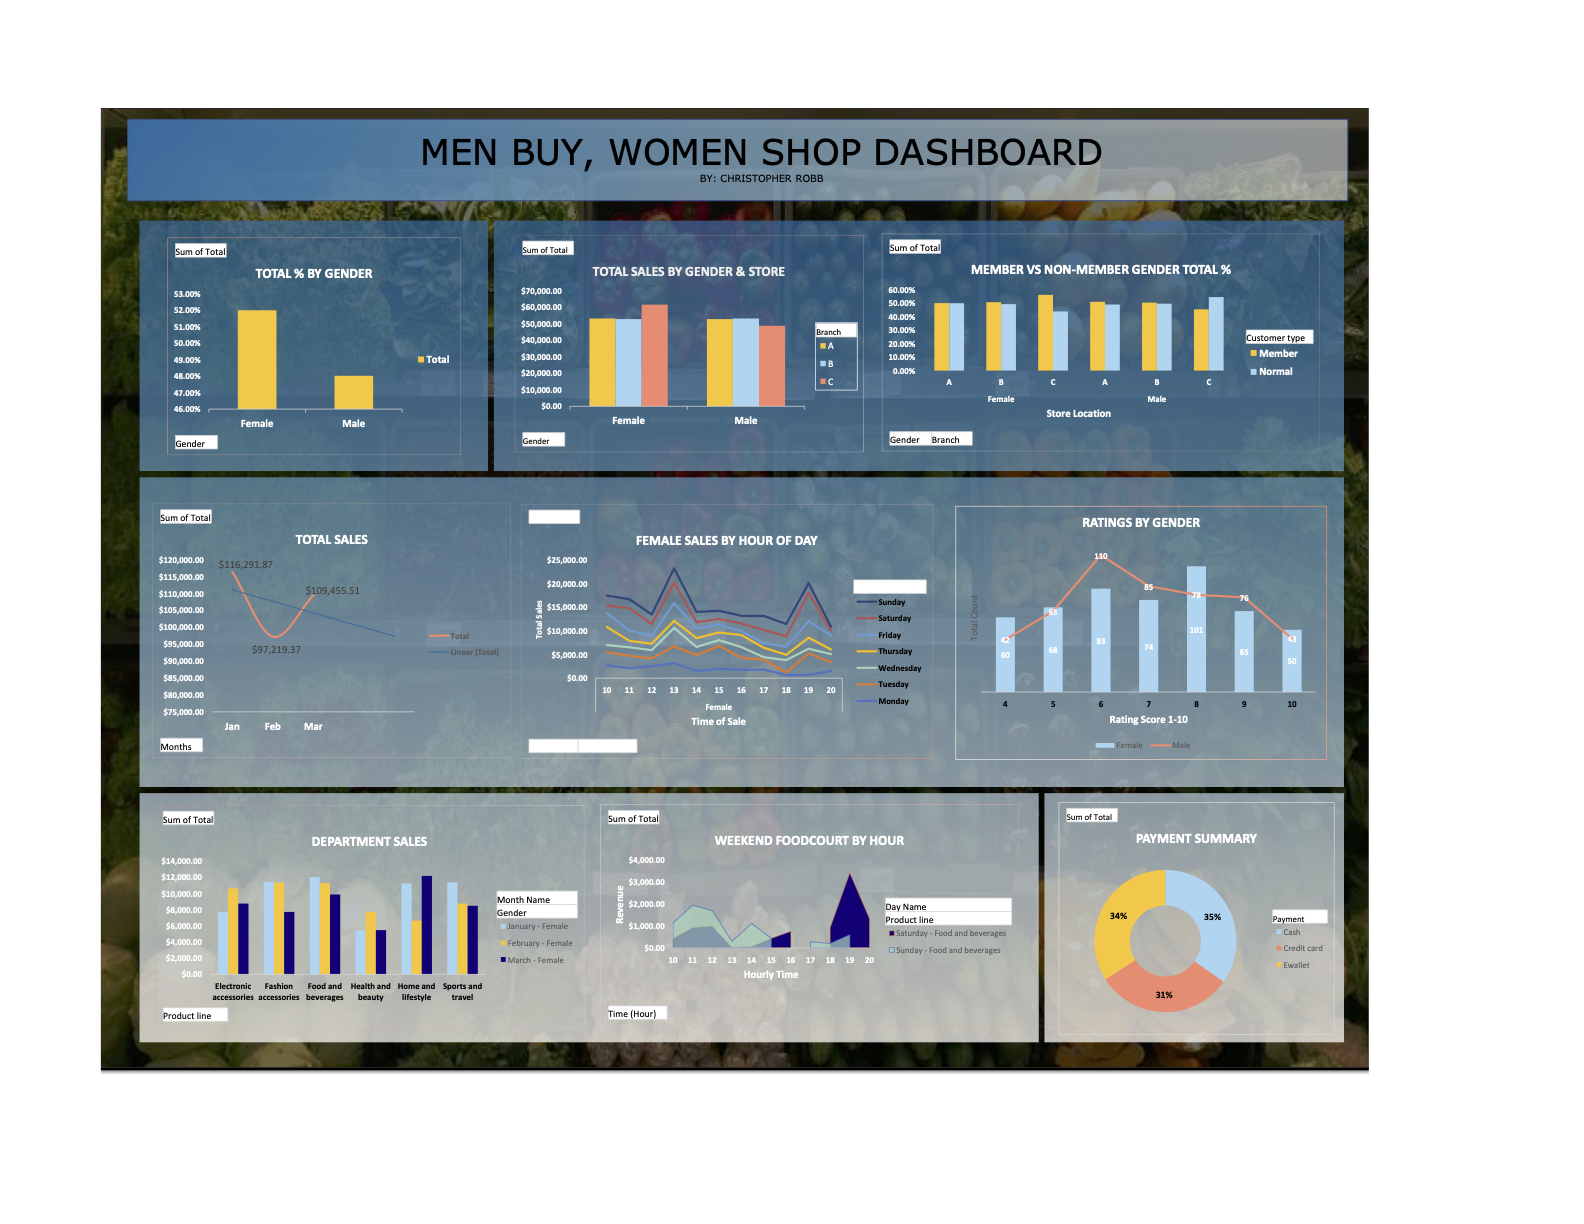 MEN BUY, WOMEN SHOP DASHBOARD
BY: CHRISTOPHER ROBB
Sum of Total
TOTAL % BY GENDER
53.00%
52.00%
51.00%
50.00%
49.00%
48.00%
47.00%
46.00%
Female Male
Total
Gender
Sum of Total
TOTAL SALES BY GENDER & STORE
$70,000.00
$60,000.00
$50,000.00
$40,000.00
$30,000.00
$20,000.00
$10,000.00
$0.00
Female Male
Branch
A
B
C
Gender
Sum of Total
MEMBER VS NON-MEMBER GENDER TOTAL %
60.00%
50.00%
40.00%
30.00%
20.00%
10.00%
0.00%
A B C A B C
Female Male
Store Location
Customer type
Member
Normal
Gender Branch
Sum of Total
TOTAL SALES
$120,000.00
$115,000.00
$110,000.00
$105,000.00
$100,000.00
$95,000.00
$90,000.00
$85,000.00
$80,000.00
$75,000.00
$116,291.87
$109,455.51
$97,219.37
Jan Feb Mar
Total
Linear (Total)
Months
FEMALE SALES BY HOUR OF DAY
Total Sales
$25,000.00
$20,000.00
$15,000.00
$10,000.00
$5,000.00
$0.00
10 11 12 13 14 15 16 17 18 19 20
Female
Time of Sale
Sunday
Saturday
Friday
Thursday
Wednesday
Tuesday
Monday
RATINGS BY GENDER
Total Count
110
85
78
76
65
42
43
60
68
83
74
101
65
50
4 5 6 7 8 9 10
Rating Score 1-10
Female Male
Sum of Total
DEPARTMENT SALES
$14,000.00
$12,000.00
$10,000.00
$8,000.00
$6,000.00
$4,000.00
$2,000.00
$0.00
Electronic Fashion Food and Health and Home and Sports and
accessories accessories beverages beauty lifestyle travel
Month Name
Gender
January - Female
February - Female
March - Female
Product line
Sum of Total
WEEKEND FOODCOURT BY HOUR
Revenue
$4,000.00
$3,000.00
$2,000.00
$1,000.00
$0.00
10 11 12 13 14 15 16 17 18 19 20
Hourly Time
Day Name
Product line
Saturday - Food and beverages
Sunday - Food and beverages
Time (Hour)
Sum of Total
PAYMENT SUMMARY
34%
35%
31%
Payment
Cash
Credit card
Ewallet